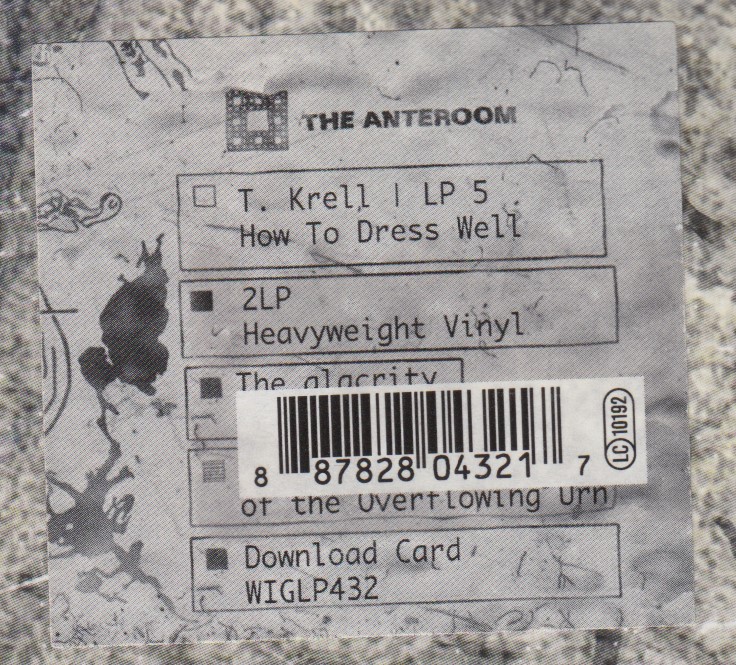 THE ANTEROOM
T. Krell | LP 5
How To Dress Well
2LP
Heavyweight Vinyl
The alacrity
8 87828 04321 7
LC 10192
of the Overflowing Urn
Download Card
WIGLP432